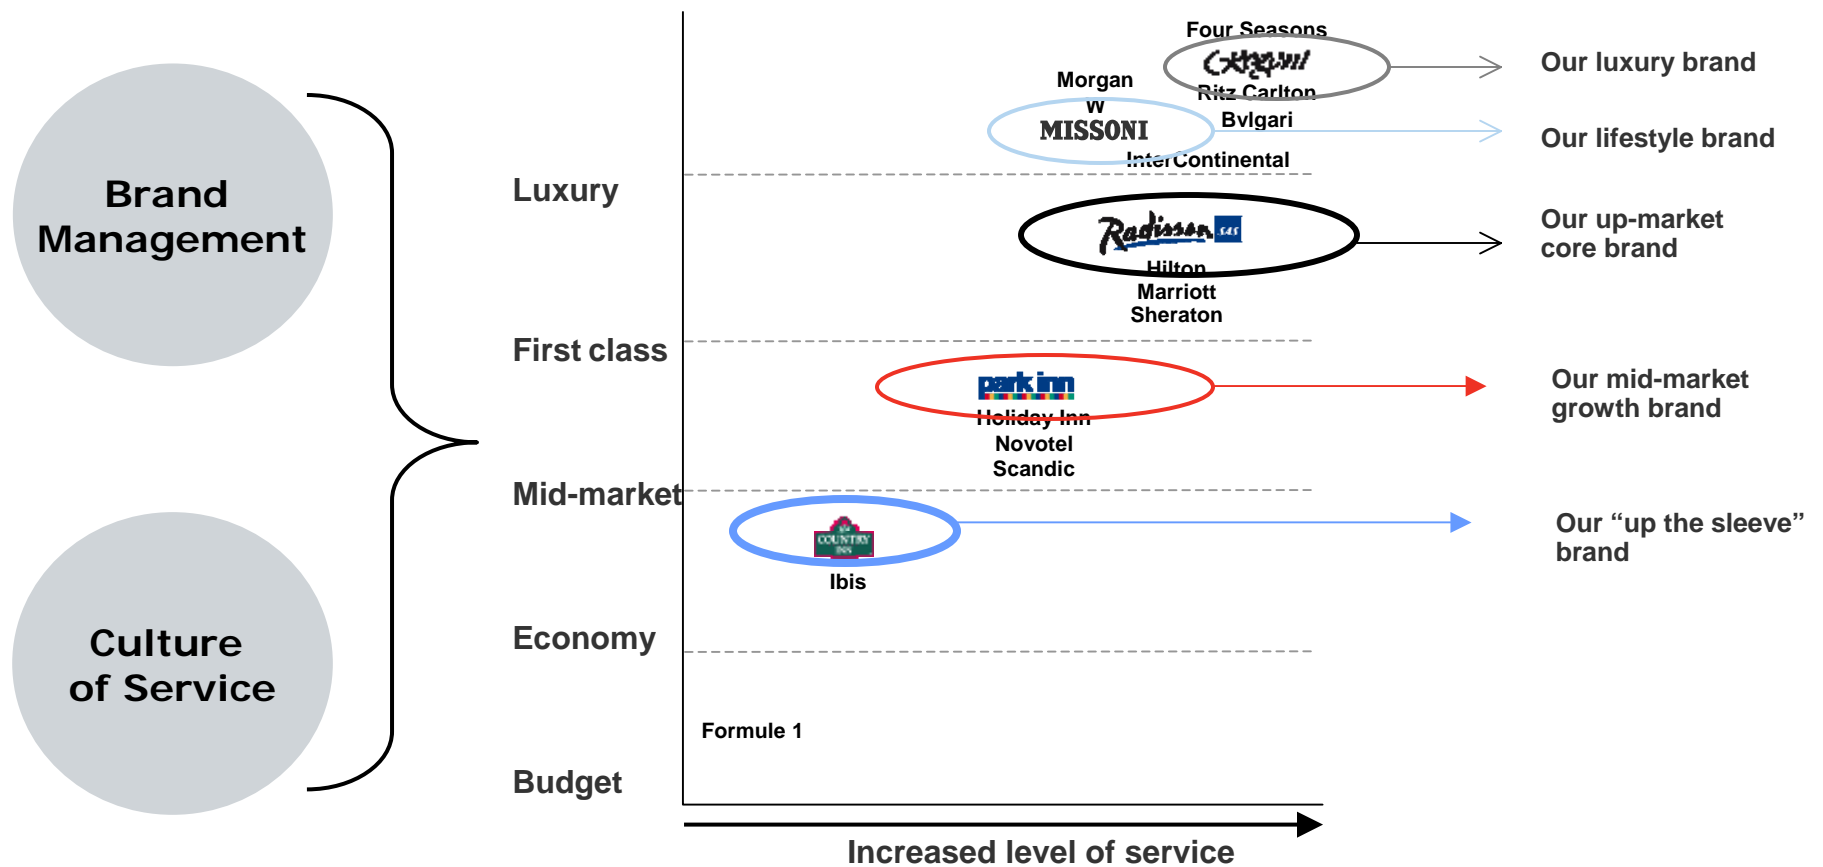 Brand
Management
Culture
of Service
Luxury
First class
Mid-market
Economy
Budget
Four Seasons
Ritz Carlton
Bvlgari
Morgan
W
MISSONI
InterContinental
Radisson SAS
Hilton
Marriott
Sheraton
park inn
Holiday Inn
Novotel
Scandic
COUNTRY
INN
Ibis
Formule 1
Increased level of service
Our luxury brand
Our lifestyle brand
Our up-market
core brand
Our mid-market
growth brand
Our “up the sleeve”
brand